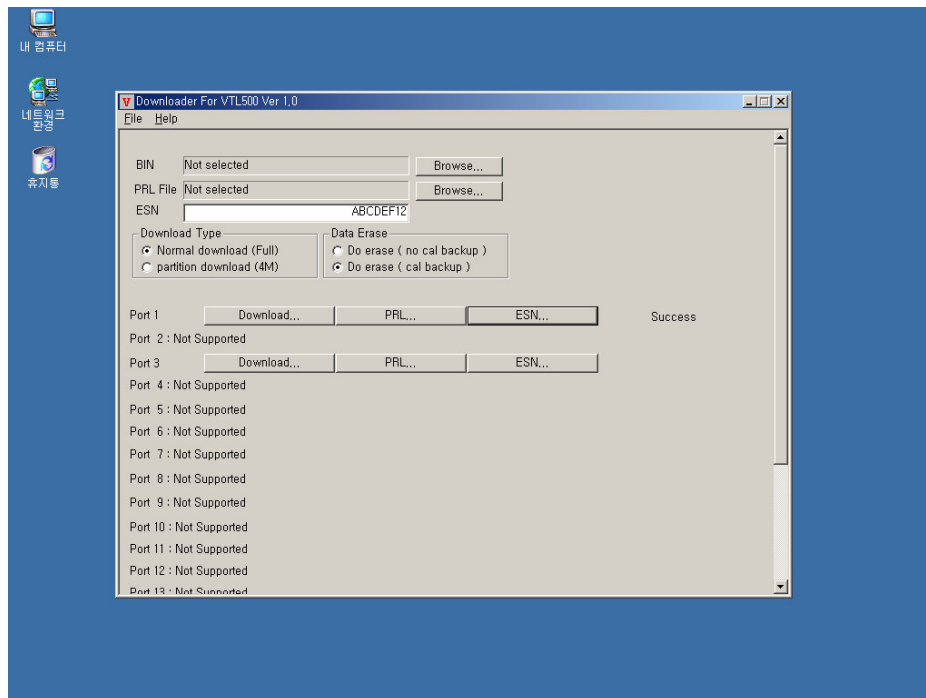 내 컴퓨터
네트워크
환경
휴지통
Downloader For VTL500 Ver 1.0
File Help
BIN Not selected Browse...
PRL File Not selected Browse...
ESN ABCDEF12
Download Type Data Erase
Normal download (Full) Do erase ( no cal backup )
partition download (4M) Do erase ( cal backup )
Port 1 Download... PRL... ESN... Success
Port 2 : Not Supported
Port 3 Download... PRL... ESN...
Port 4 : Not Supported
Port 5 : Not Supported
Port 6 : Not Supported
Port 7 : Not Supported
Port 8 : Not Supported
Port 9 : Not Supported
Port 10 : Not Supported
Port 11 : Not Supported
Port 12 : Not Supported
Port 13 : Not Supported